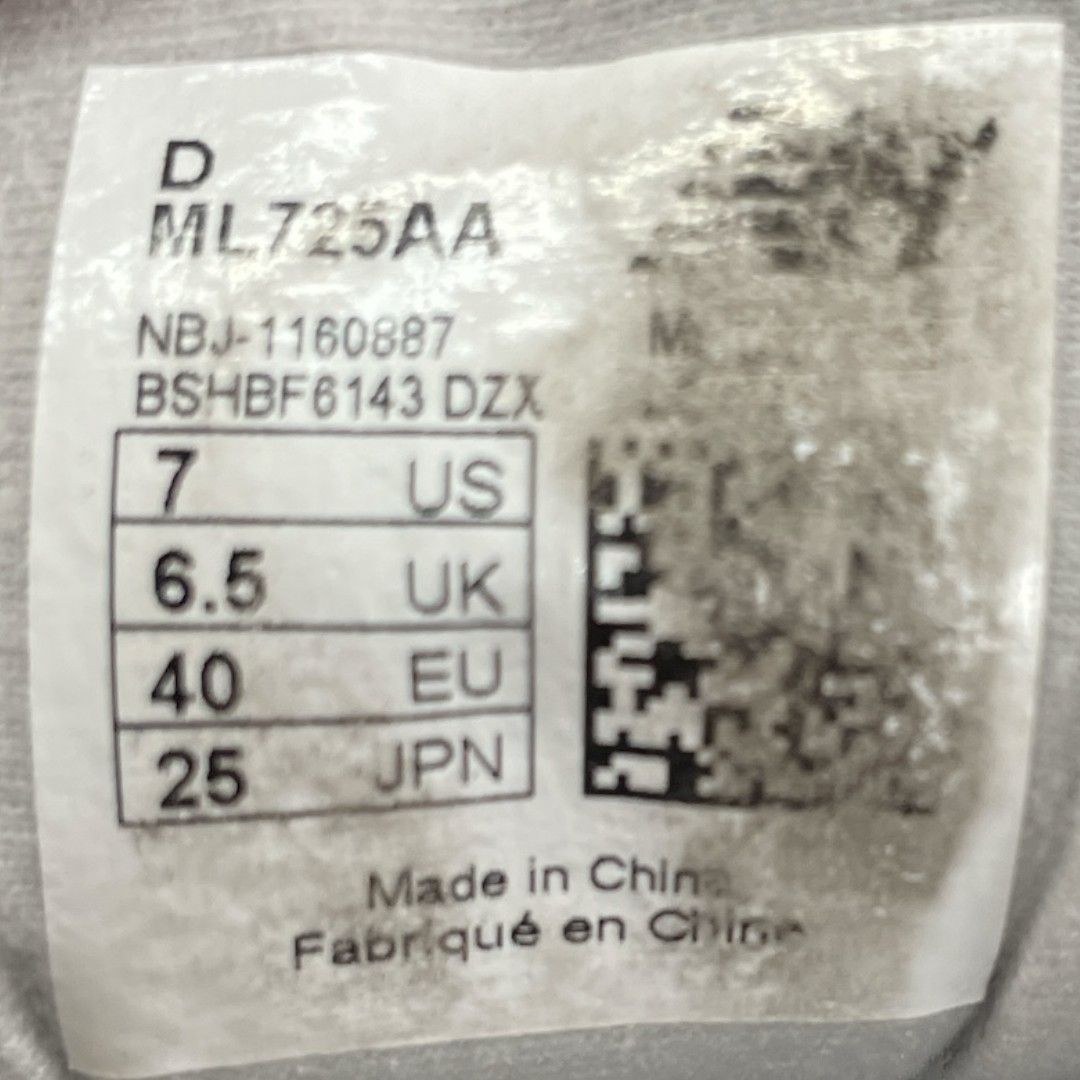 D
ML725AA
NBJ-1160887
BSHBF6143 DZX
7 US
6.5 UK
40 EU
25 JPN
Made in China
Fabriqué en Chine